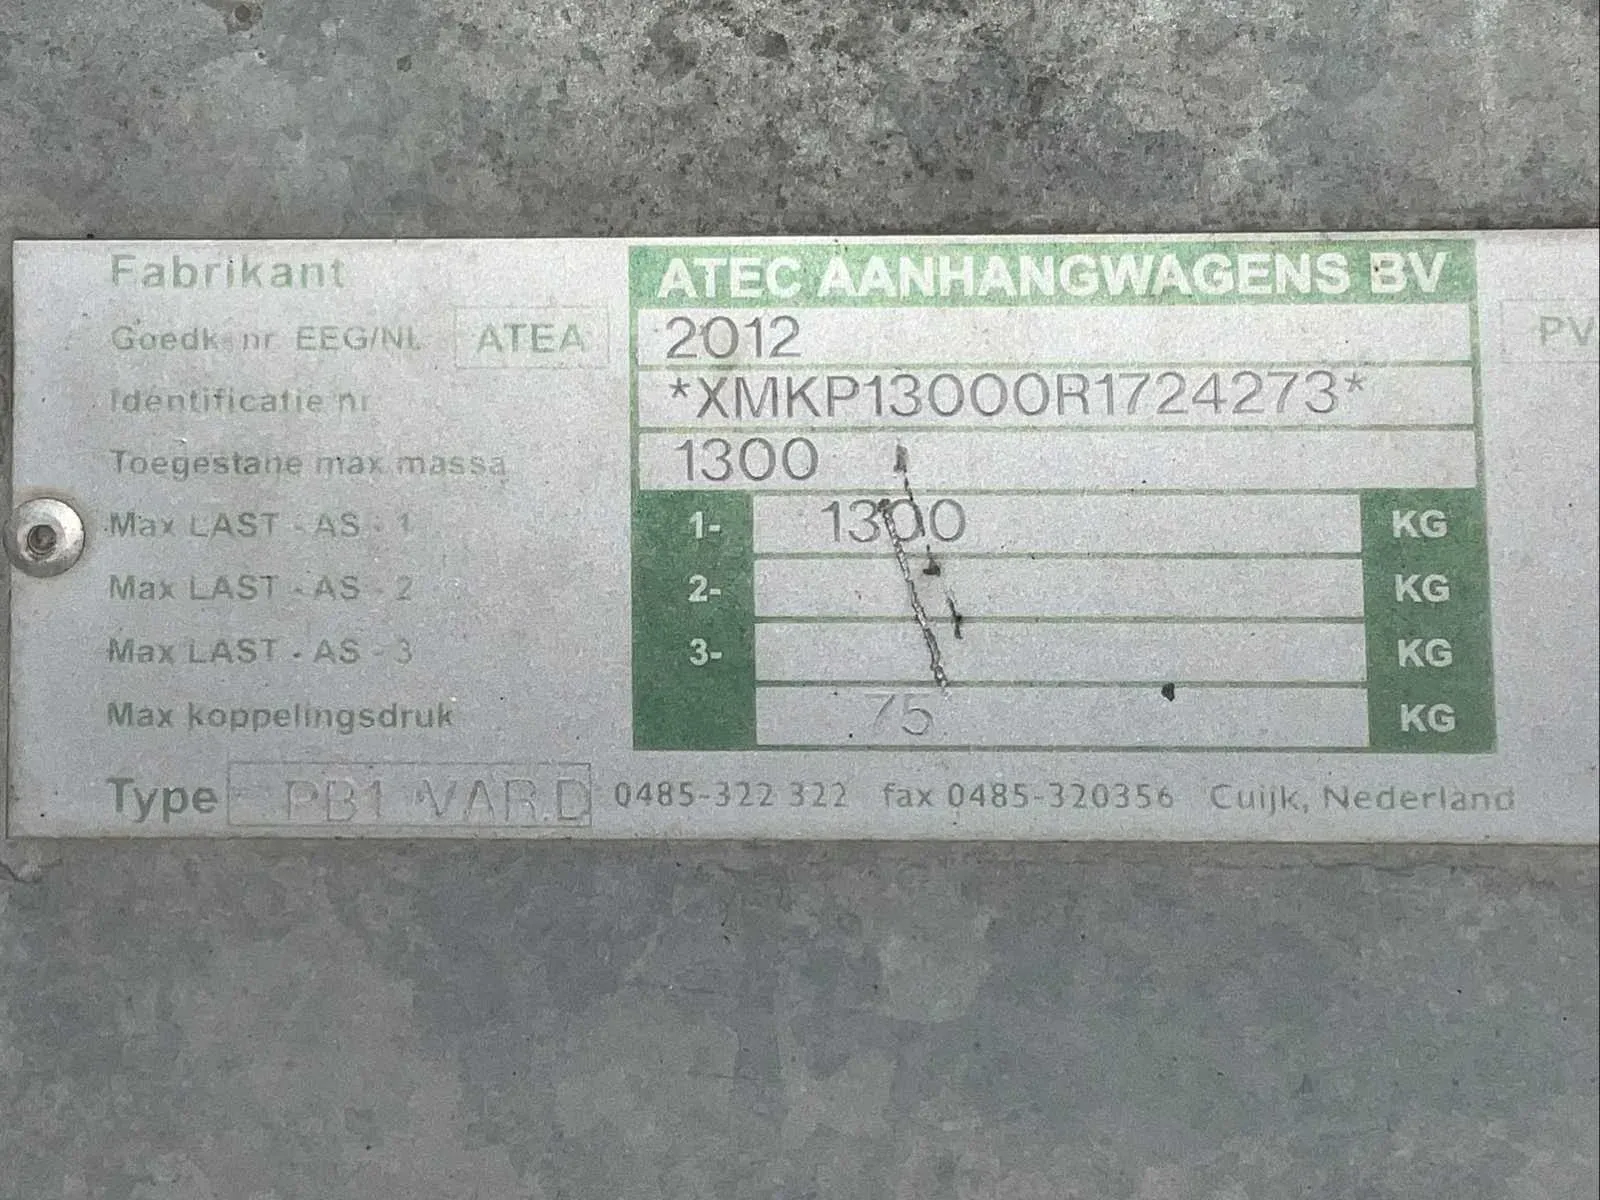 Fabrikant ATEC AANHANGWAGENS BV
Goedk. nr EEG/NL ATEA 2012 PV
Identificatie nr *XMKP13000R1724273*
Toegestane max massa 1300
Max LAST - AS - 1 1- 1300 KG
Max LAST - AS - 2 2- KG
Max LAST - AS - 3 3- KG
Max koppelingsdruk 75 KG
Type PB1 VAR.D 0485-322 322 fax 0485-320356 Cuijk, Nederland